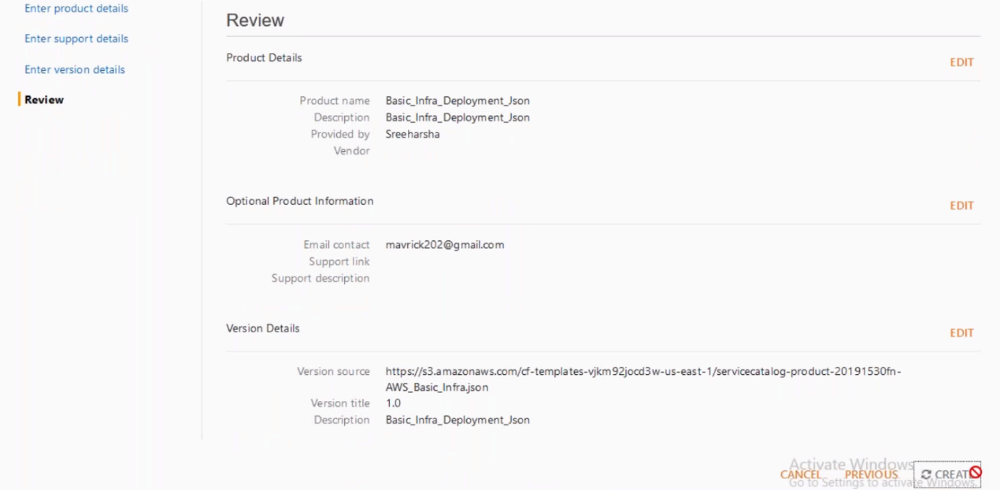 Enter product details
Enter support details
Enter version details
Review
Review
Product Details
EDIT
Product name Basic_Infra_Deployment_Json
Description Basic_Infra_Deployment_Json
Provided by Sreeharsha
Vendor
Optional Product Information
EDIT
Email contact mavrick202@gmail.com
Support link
Support description
Version Details
EDIT
Version source https://s3.amazonaws.com/cf-templates-vjkm92jocd3w-us-east-1/servicecatalog-product-20191530fn-
AWS_Basic_Infra.json
Version title 1.0
Description Basic_Infra_Deployment_Json
Activate Windows
CANCEL PREVIOUS CREAT
Go to Settings to activate Windows.